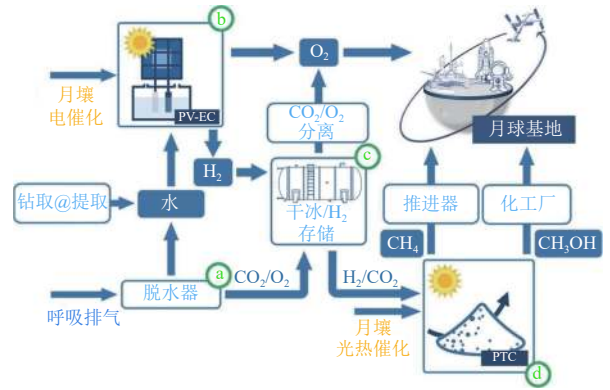 b
月壤
电催化
PV-EC
O₂
CO₂/O₂
分离
月球基地
H₂
c
干冰/H₂
存储
钻取@提取
水
推进器
化工厂
CH₄
CH₃OH
a
脱水器
CO₂/O₂
H₂/CO₂
呼吸排气
月壤
光热催化
PTC
d